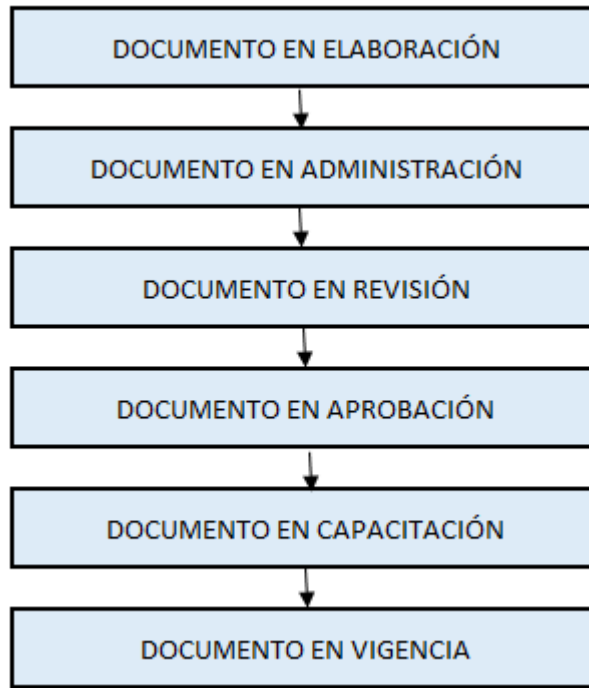 DOCUMENTO EN ELABORACIÓN
DOCUMENTO EN ADMINISTRACIÓN
DOCUMENTO EN REVISIÓN
DOCUMENTO EN APROBACIÓN
DOCUMENTO EN CAPACITACIÓN
DOCUMENTO EN VIGENCIA